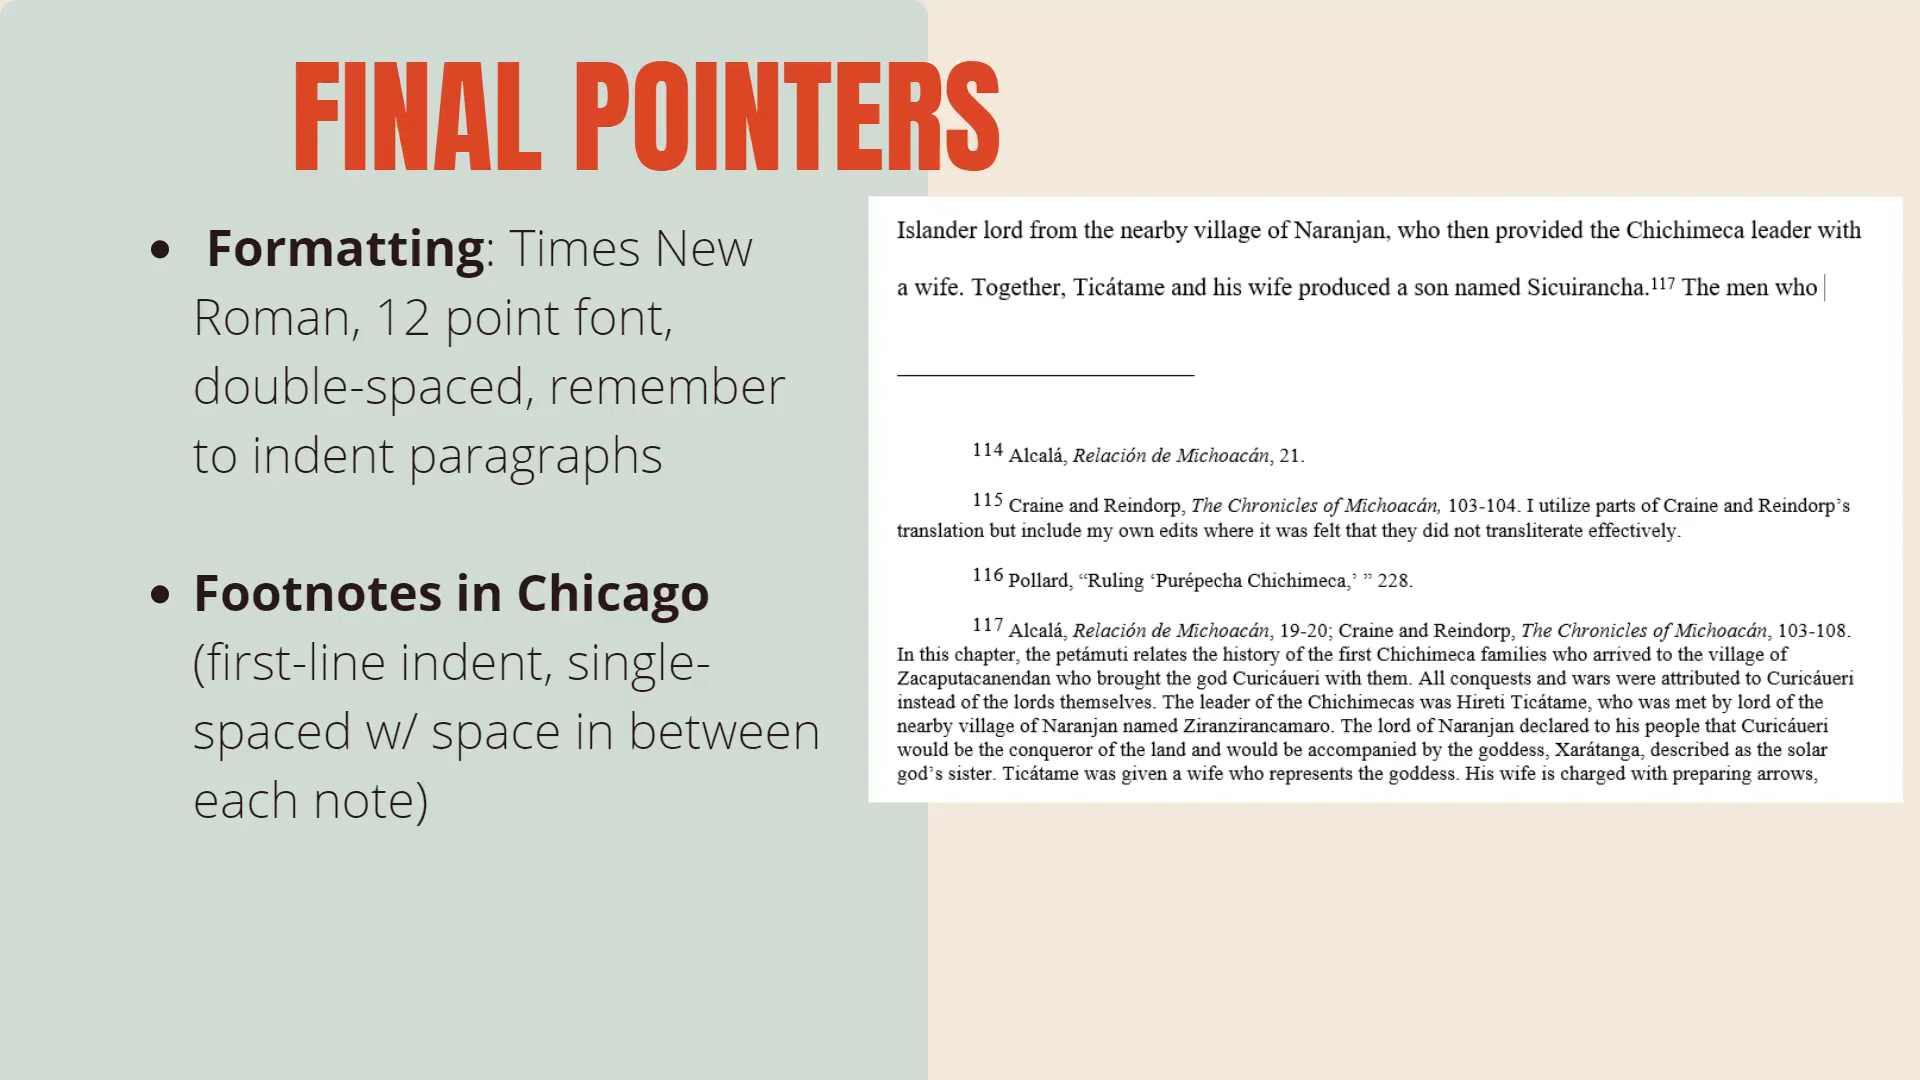 FINAL POINTERS
• Formatting: Times New
Roman, 12 point font,
double-spaced, remember
to indent paragraphs
• Footnotes in Chicago
(first-line indent, single-
spaced w/ space in between
each note)
Islander lord from the nearby village of Naranjan, who then provided the Chichimeca leader with
a wife. Together, Ticátame and his wife produced a son named Sicuirancha.117 The men who
114 Alcalá, Relación de Michoacán, 21.
115 Craine and Reindorp, The Chronicles of Michoacán, 103-104. I utilize parts of Craine and Reindorp’s
translation but include my own edits where it was felt that they did not transliterate effectively.
116 Pollard, “Ruling ‘Purépecha Chichimeca,’ ” 228.
117 Alcalá, Relación de Michoacán, 19-20; Craine and Reindorp, The Chronicles of Michoacán, 103-108.
In this chapter, the petámuti relates the history of the first Chichimeca families who arrived to the village of
Zacaputacanendan who brought the god Curicáueri with them. All conquests and wars were attributed to Curicáueri
instead of the lords themselves. The leader of the Chichimecas was Hireti Ticátame, who was met by lord of the
nearby village of Naranjan named Ziranzirancamaro. The lord of Naranjan declared to his people that Curicáueri
would be the conqueror of the land and would be accompanied by the goddess, Xarátanga, described as the solar
god’s sister. Ticátame was given a wife who represents the goddess. His wife is charged with preparing arrows,